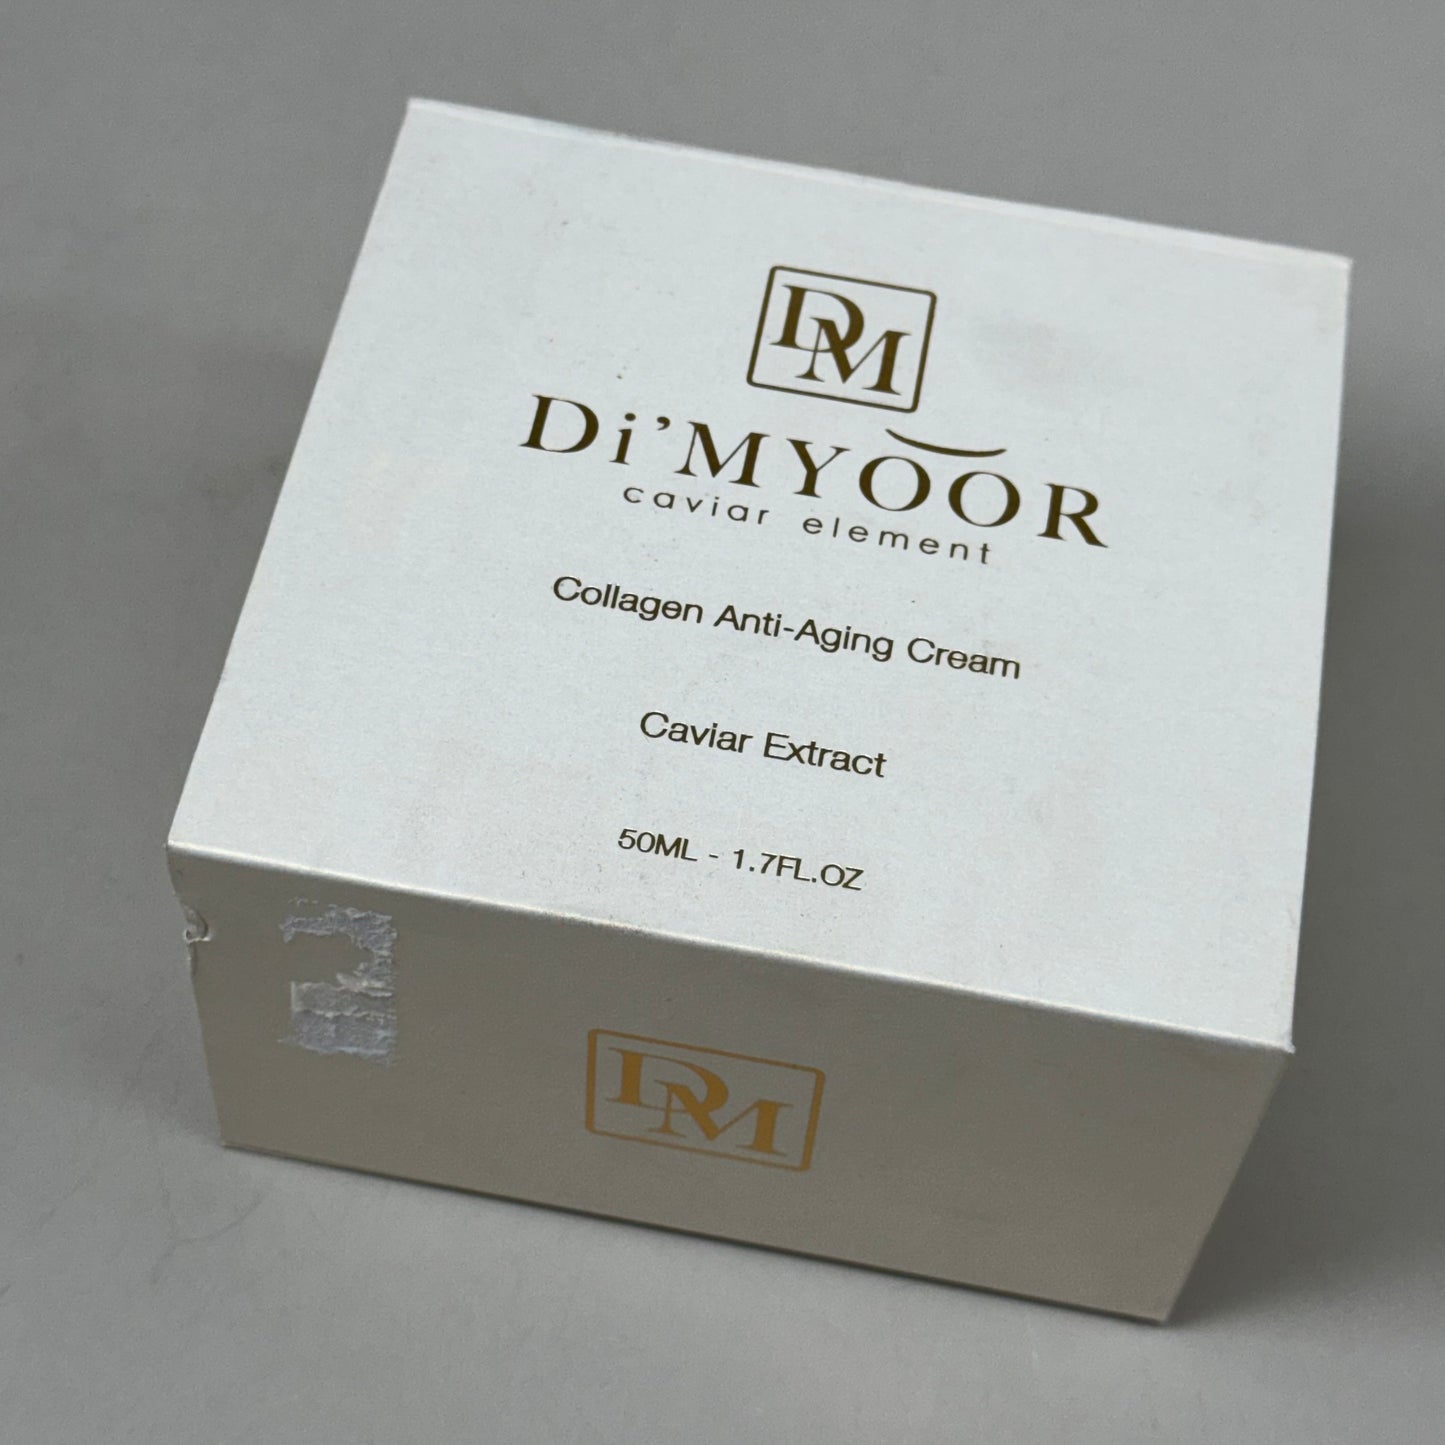 DM
Di'MYOOR
caviar element
Collagen Anti-Aging Cream
Caviar Extract
50ML - 1.7FL.OZ
DM